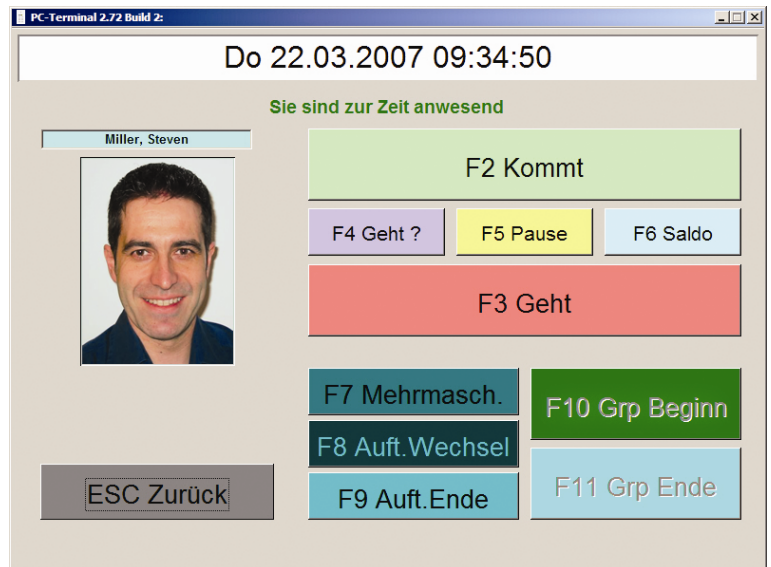 PC-Terminal 2.72 Build 2:
Do 22.03.2007 09:34:50
Sie sind zur Zeit anwesend
Miller, Steven
F2 Kommt
F4 Geht ?
F5 Pause
F6 Saldo
F3 Geht
F7 Mehrmasch.
F8 Auft.Wechsel
F9 Auft.Ende
F10 Grp Beginn
F11 Grp Ende
ESC Zurück